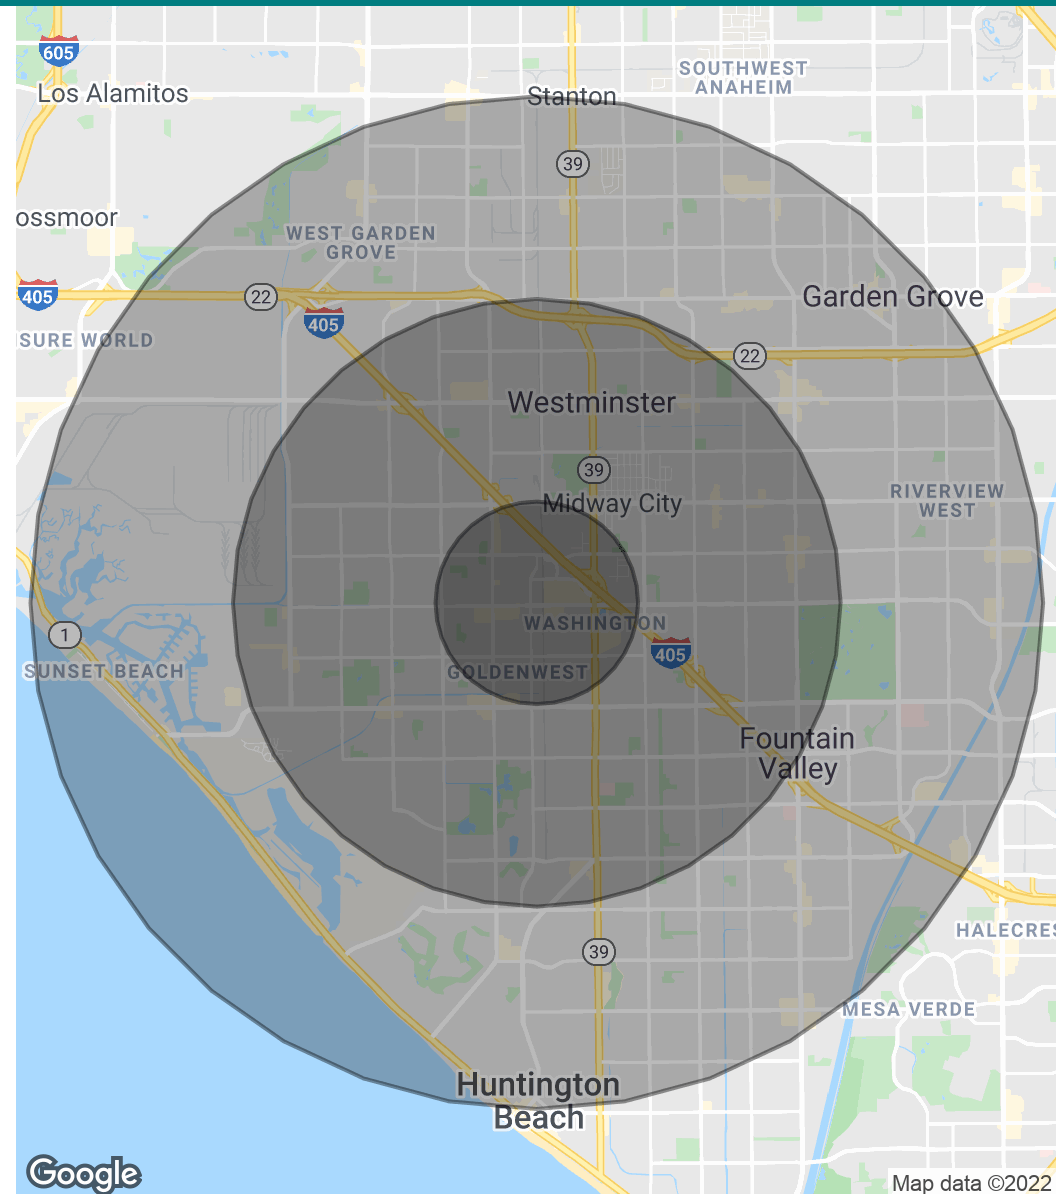 605
Los Alamitos
SOUTHWEST
ANAHEIM
Stanton
39
ossmoor
WEST GARDEN
GROVE
405
22
405
Garden Grove
SURE WORLD
22
Westminster
39
Midway City
RIVERVIEW
WEST
WASHINGTON
1
405
SUNSET BEACH
GOLDENWEST
Fountain
Valley
39
HALECRES
MESA VERDE
Huntington
Beach
Google
Map data ©2022